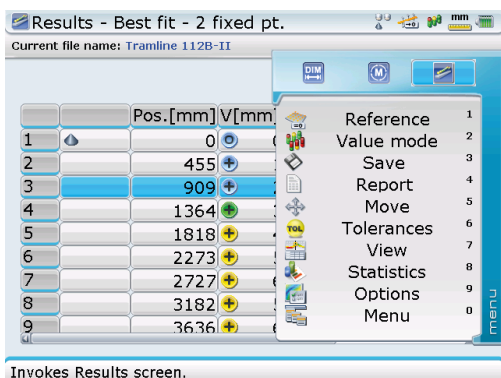 Results - Best fit - 2 fixed pt.
mm
Current file name: Tramline 112B-II
DIM M
Pos.[mm] V[mm]
1 0 0
2 455
3 909
4 1364
5 1818
6 2273
7 2727
8 3182
9 3636
Reference 1
Value mode 2
Save 3
Report 4
Move 5
TOL Tolerances 6
View 7
Statistics 8
Options 9
Menu 0
menu
Invokes Results screen.